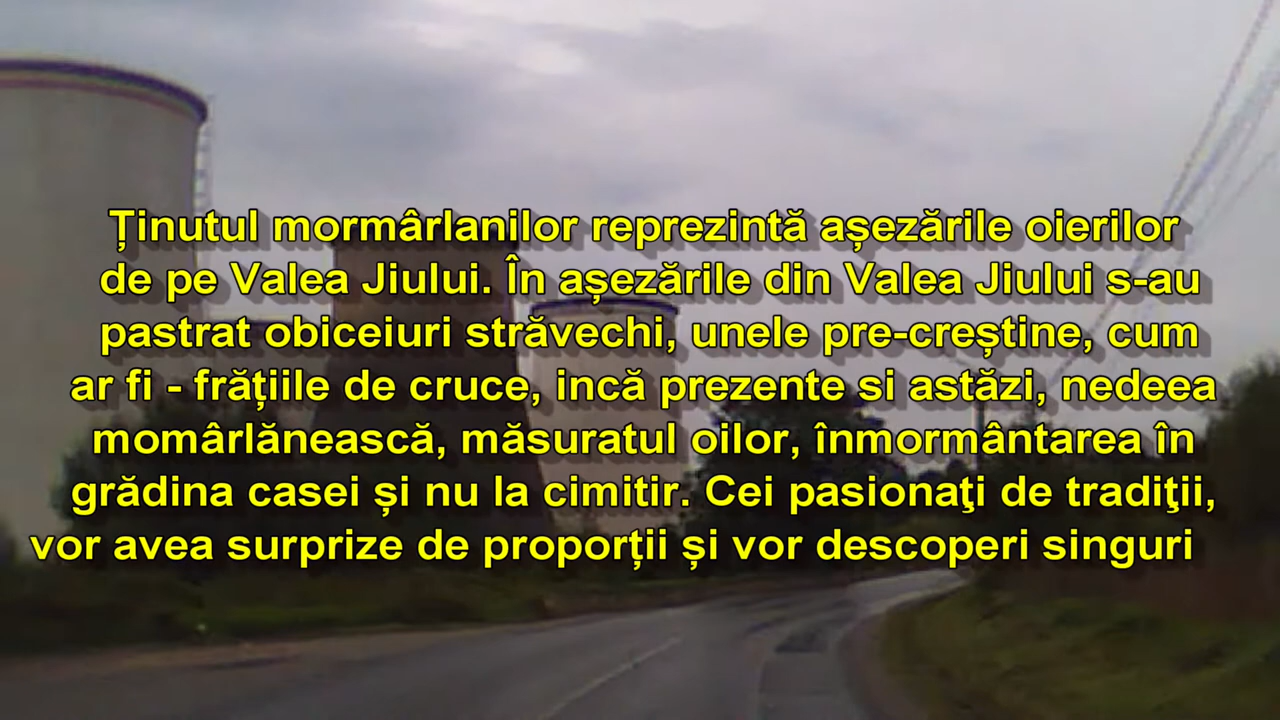 Ținutul mormârlanilor reprezintă așezările oierilor
de pe Valea Jiului. În așezările din Valea Jiului s-au
pastrat obiceiuri străvechi, unele pre-creștine, cum
ar fi - frățiile de cruce, incă prezente si astăzi, nedeea
momârlănească, măsuratul oilor, înmormântarea în
grădina casei și nu la cimitir. Cei pasionaţi de tradiţii,
vor avea surprize de proporții și vor descoperi singuri